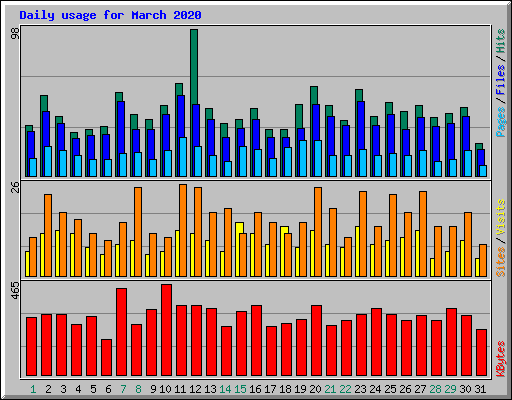 Daily usage for March 2020
98
Pages / Files / Hits
26
Sites / Visits
465
KBytes
1 2 3 4 5 6 7 8 9 10 11 12 13 14 15 16 17 18 19 20 21 22 23 24 25 26 27 28 29 30 31